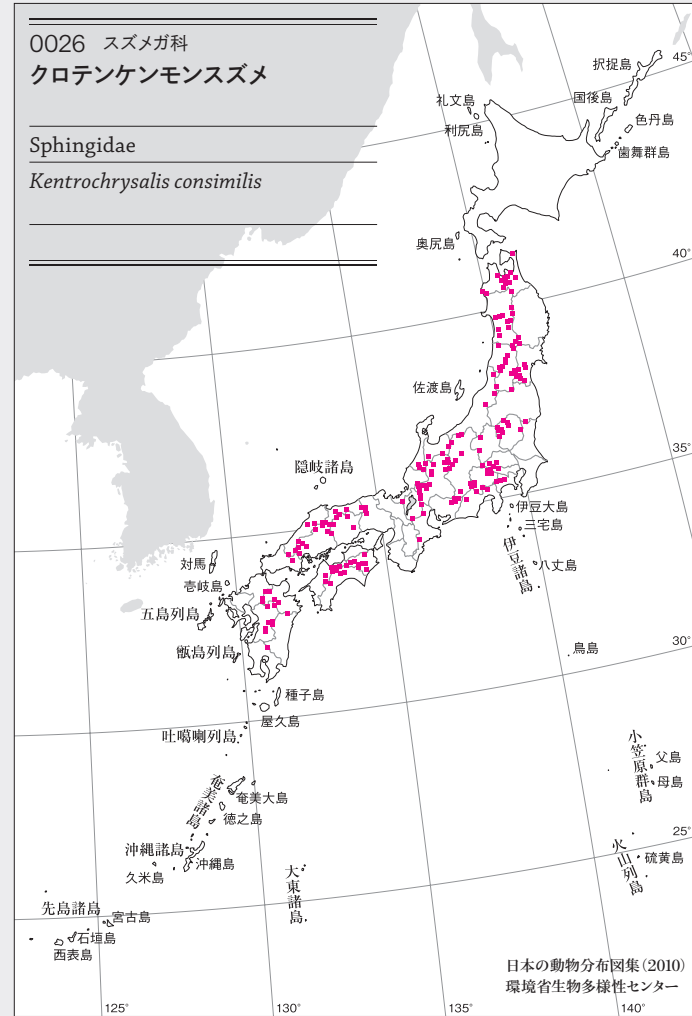 0026 スズメガ科
クロテンケンモンスズメ
Sphingidae
Kentrochrysalis consimilis
択捉島
45°
国後島
礼文島
色丹島
利尻島
歯舞群島
奥尻島
40°
佐渡島
35°
隠岐諸島
伊豆大島
三宅島
伊豆諸島
八丈島
対馬
壱岐島
五島列島
鳥島
30°
甑島列島
種子島
屋久島
吐噶喇列島
小笠原群島
父島
母島
奄美諸島
奄美大島
徳之島
25°
火山列島
硫黄島
沖縄諸島
沖縄島
久米島
大東諸島
先島諸島
宮古島
石垣島
西表島
日本の動物分布図集(2010)
環境省生物多様性センター
125°
130°
135°
140°